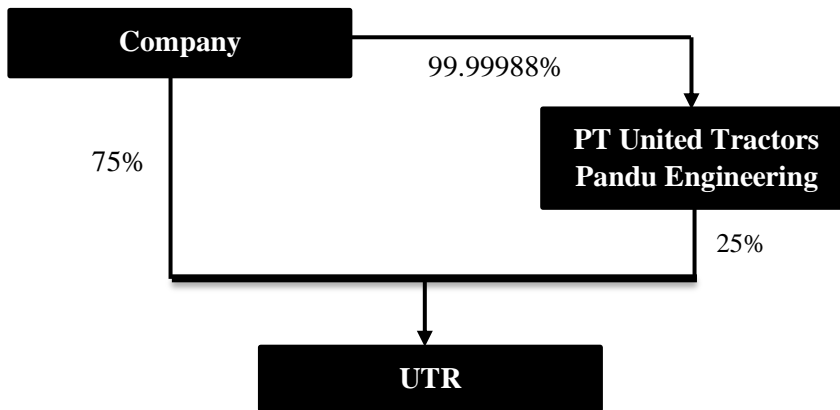 Company
99.99988%
PT United Tractors
Pandu Engineering
75%
25%
UTR